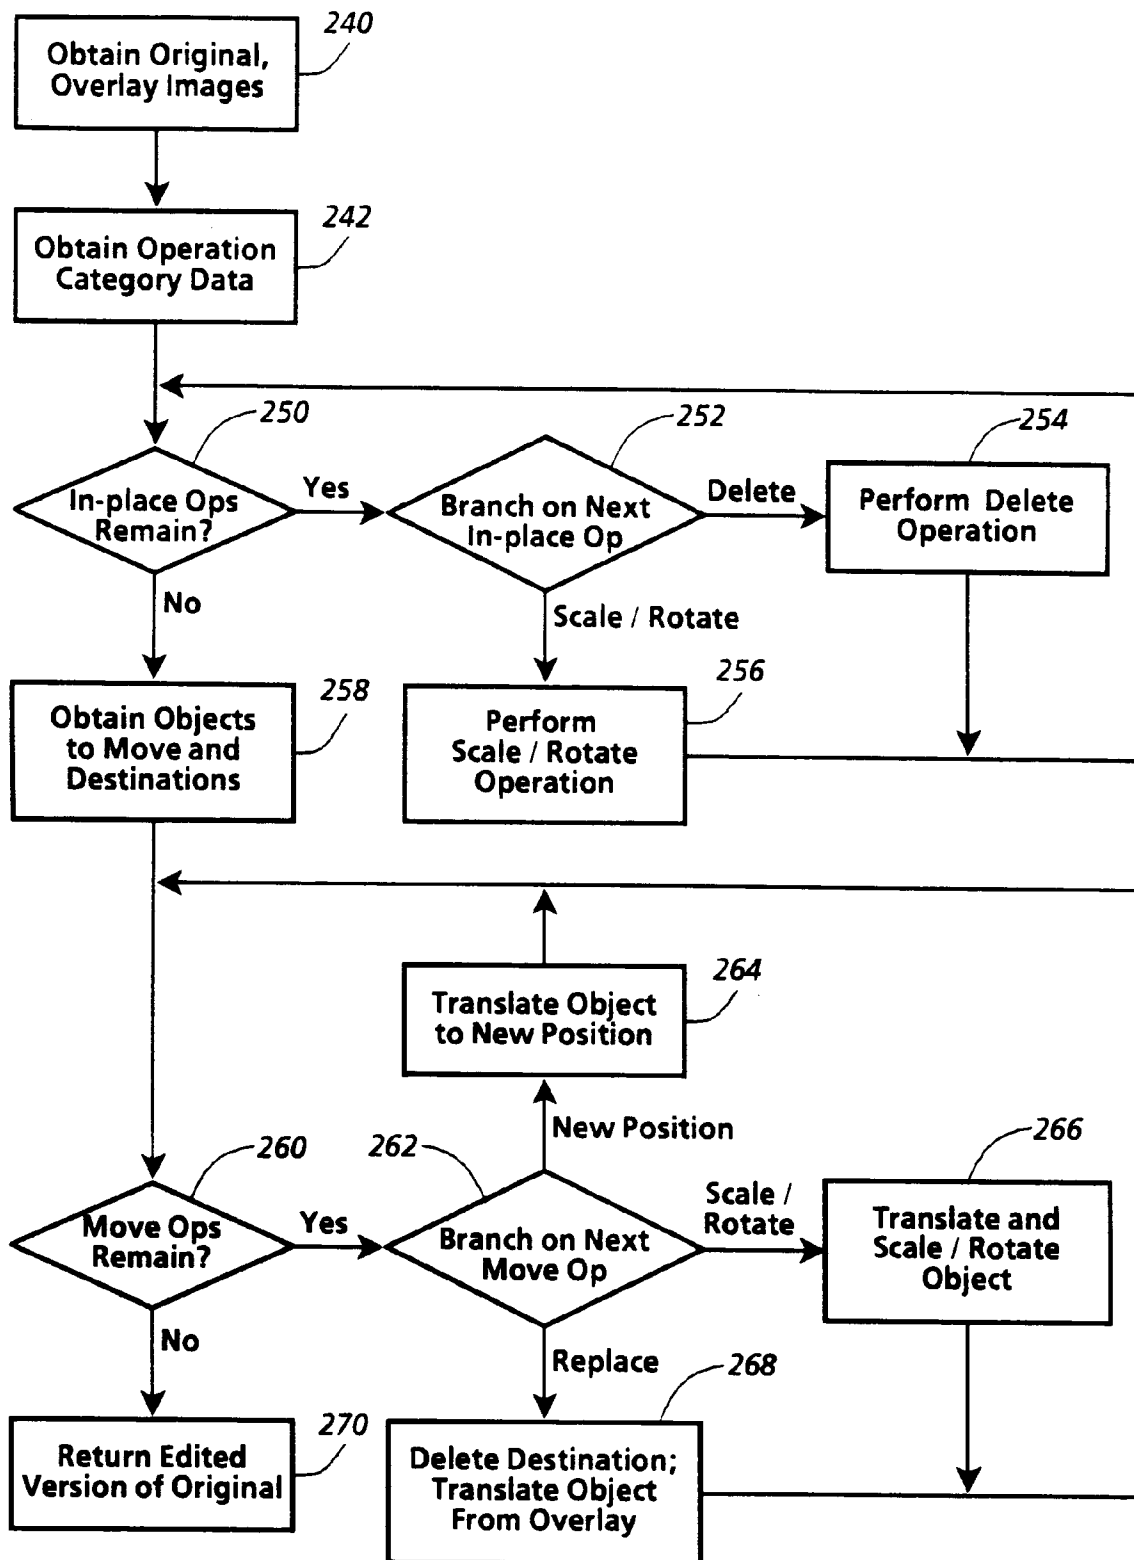 240
Obtain Original,
Overlay Images
242
Obtain Operation
Category Data
250
In-place Ops
Remain?
Yes
252
Branch on Next
In-place Op
Delete
254
Perform Delete
Operation
No
Scale / Rotate
258
Obtain Objects
to Move and
Destinations
256
Perform
Scale / Rotate
Operation
264
Translate Object
to New Position
New Position
260
Move Ops
Remain?
Yes
262
Branch on Next
Move Op
Scale /
Rotate
266
Translate and
Scale / Rotate
Object
No
Replace
270
Return Edited
Version of Original
268
Delete Destination;
Translate Object
From Overlay